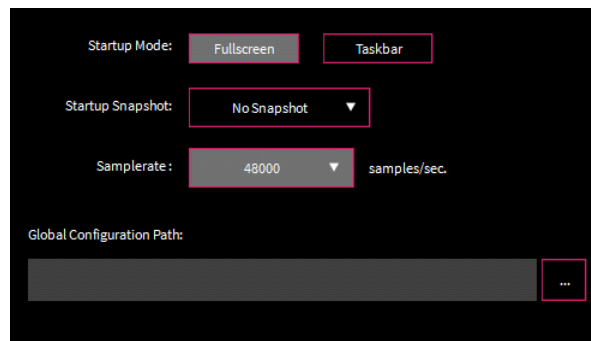 Startup Mode: Fullscreen Taskbar
Startup Snapshot: No Snapshot
Samplerate: 48000 samples/sec.
Global Configuration Path:
...